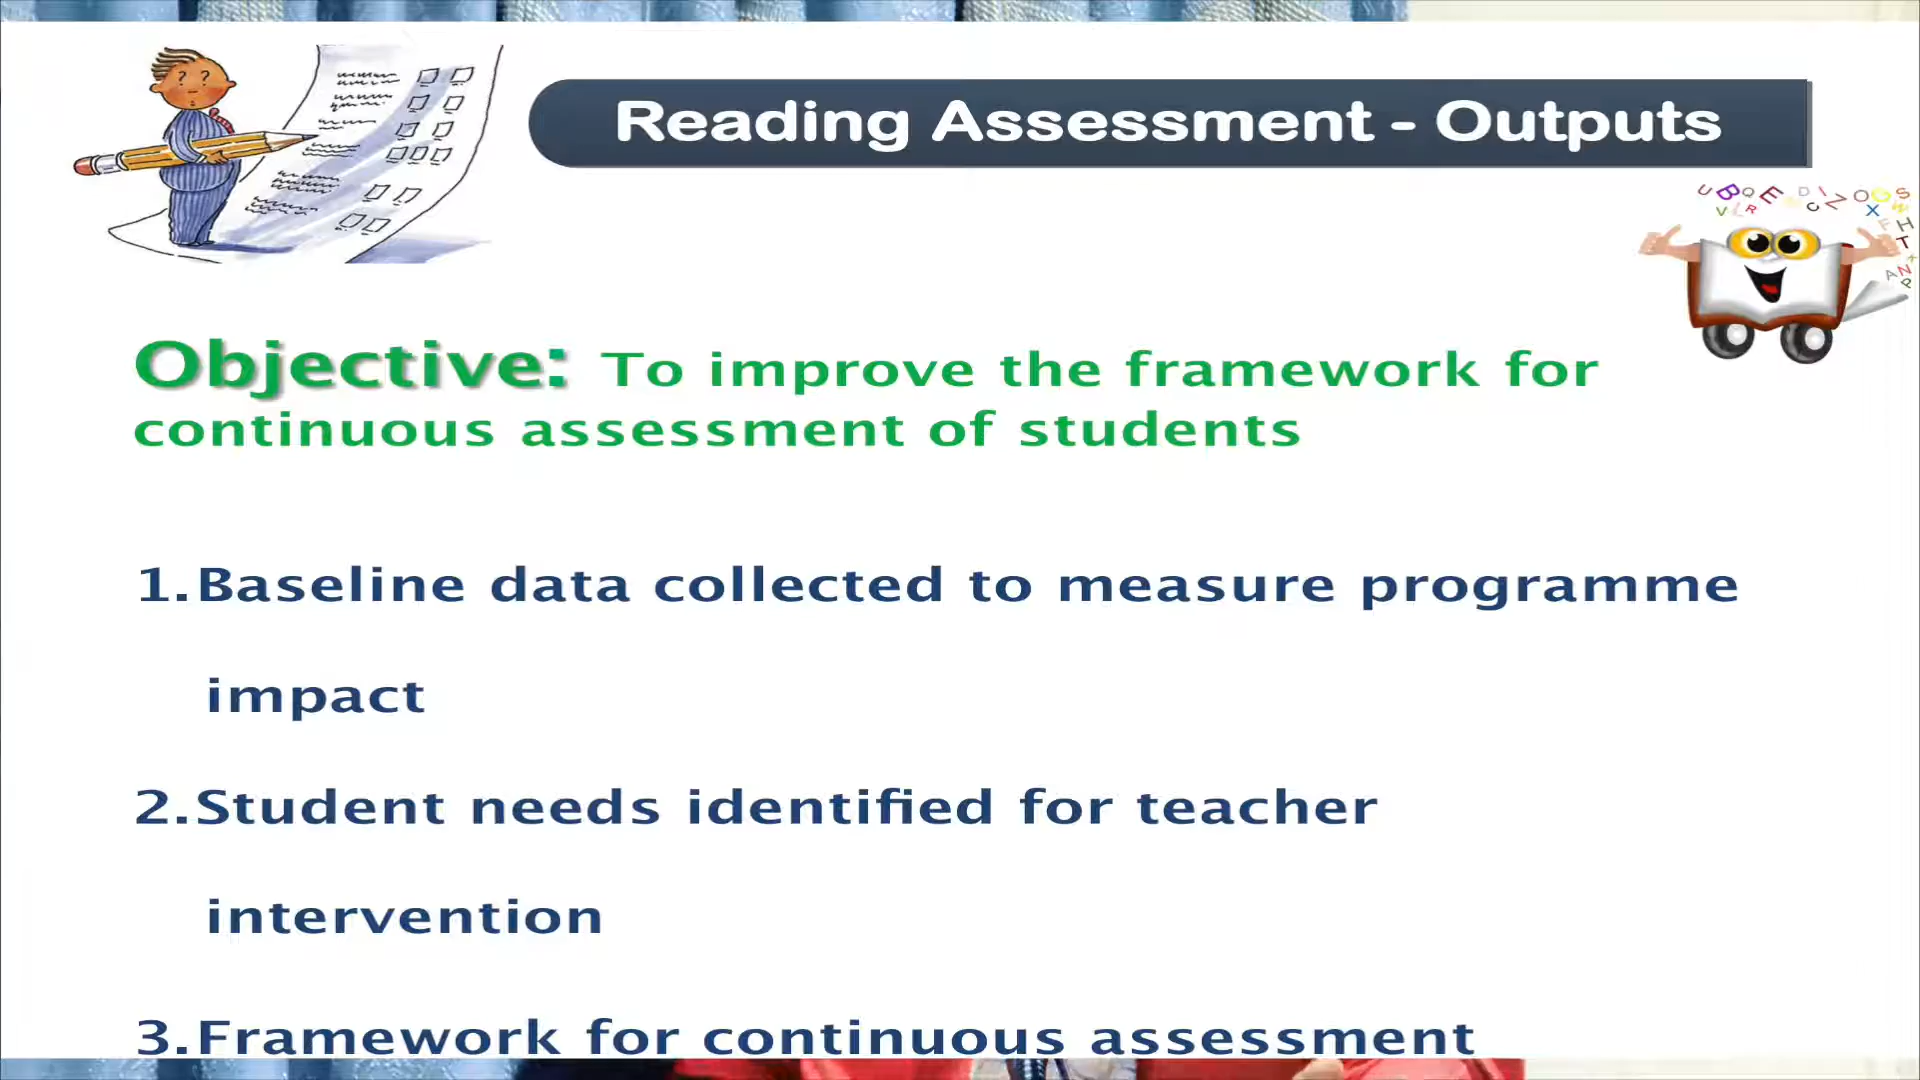 Reading Assessment - Outputs
Objective: To improve the framework for
continuous assessment of students
1.Baseline data collected to measure programme
impact
2.Student needs identified for teacher
intervention
3.Framework for continuous assessment